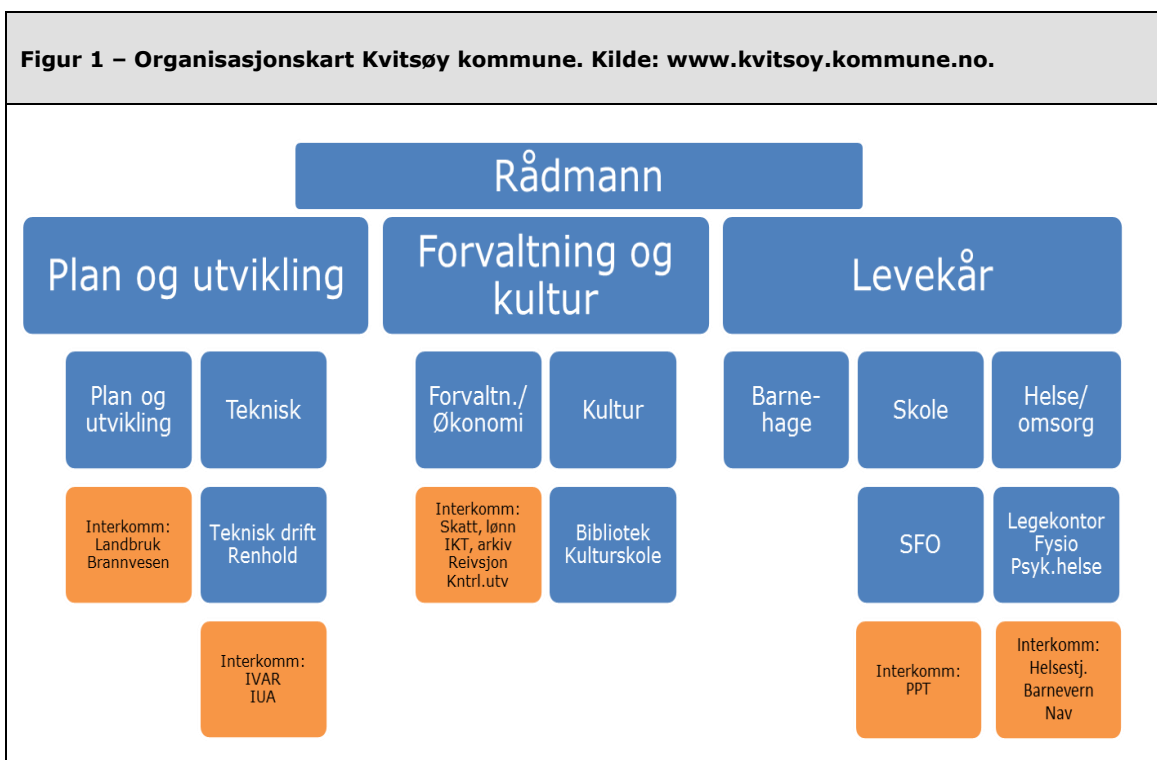 Figur 1 – Organisasjonskart Kvitsøy kommune. Kilde: www.kvitsoy.kommune.no.
Rådmann
Plan og utvikling
Forvaltning og
kultur
Levekår
Plan og
utvikling
Teknisk
Forvaltn./
Økonomi
Kultur
Barne-
hage
Skole
Helse/
omsorg
Interkomm:
Landbruk
Brannvesen
Teknisk drift
Renhold
Interkomm:
Skatt, lønn
IKT, arkiv
Reivsjon
Kntrl.utv
Bibliotek
Kulturskole
SFO
Legekontor
Fysio
Psyk.helse
Interkomm:
IVAR
IUA
Interkomm:
PPT
Interkomm:
Helsestj.
Barnevern
Nav